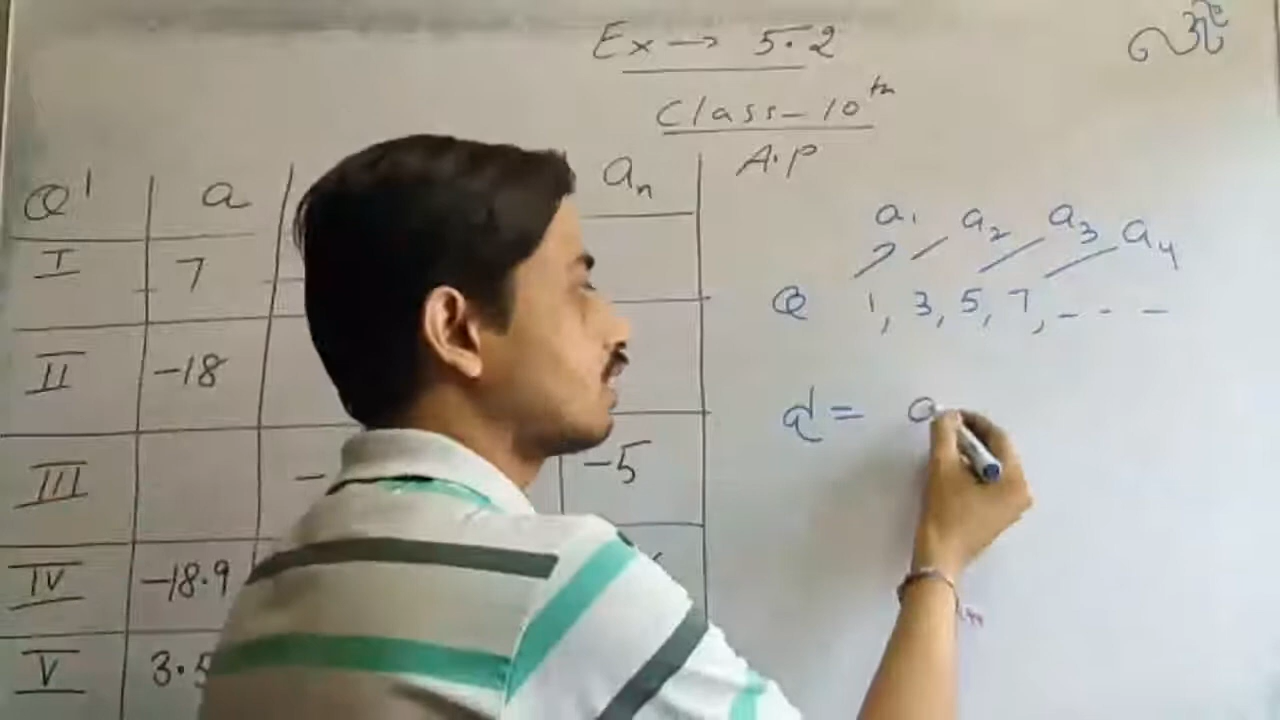 Ex → 5.2
Class-10th
A.P
Q' a an
I 7
II -18
III - -5
IV -18.9
V 3.5
a1 a2 a3 a4
Q 1, 3, 5, 7, - - -
d = a